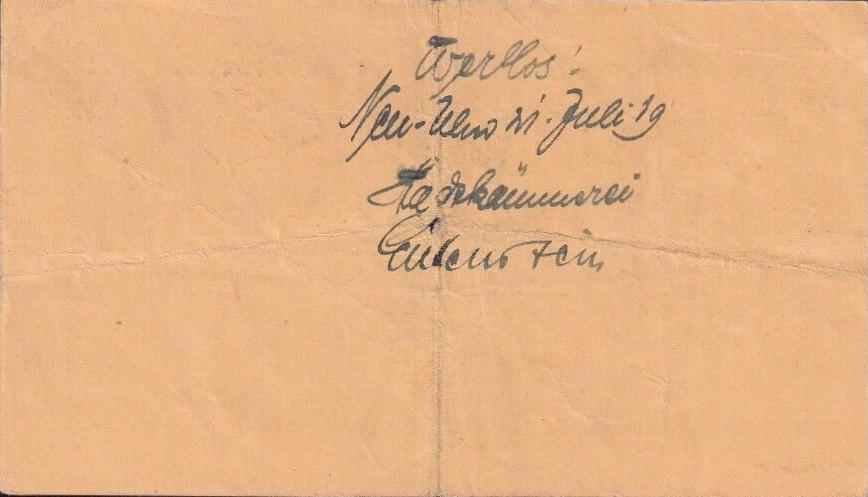 Wertlos!
Neu-Ulm 21. Juli 19
Stadtkämmerei